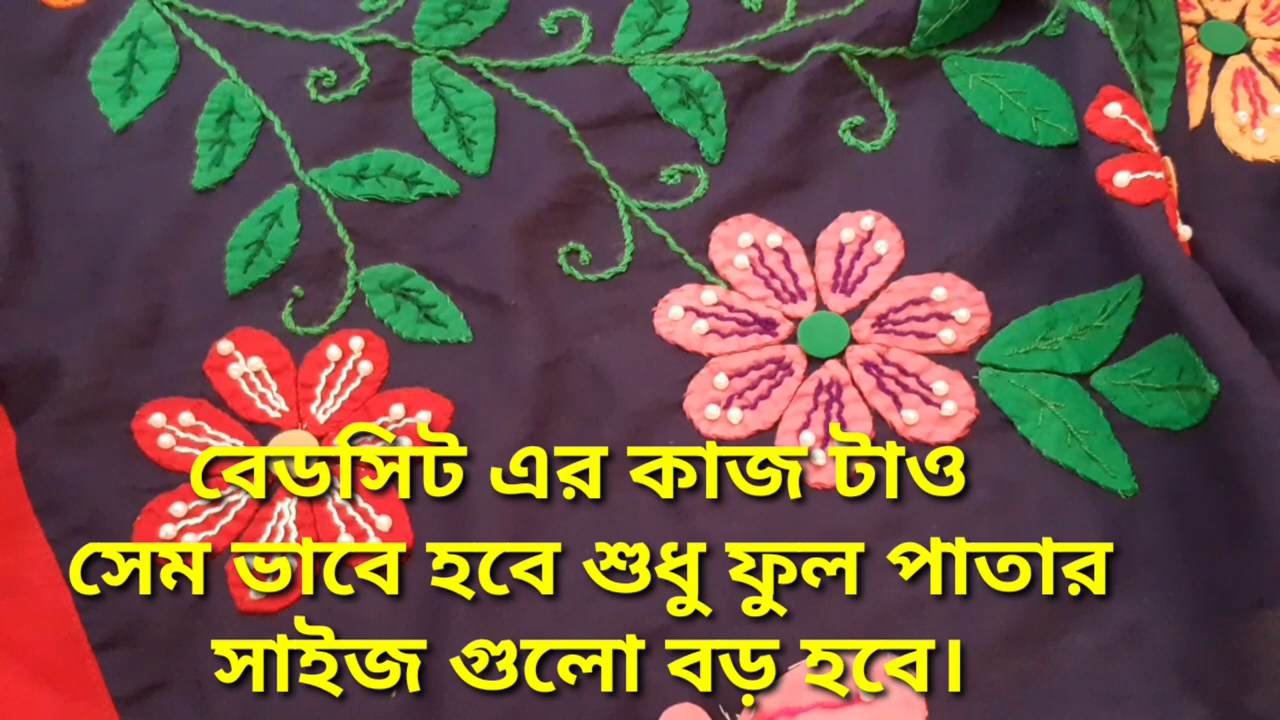 বেডসিট এর কাজ টাও
সেম ভাবে হবে শুধু ফুল পাতার
সাইজ গুলো বড় হবে।